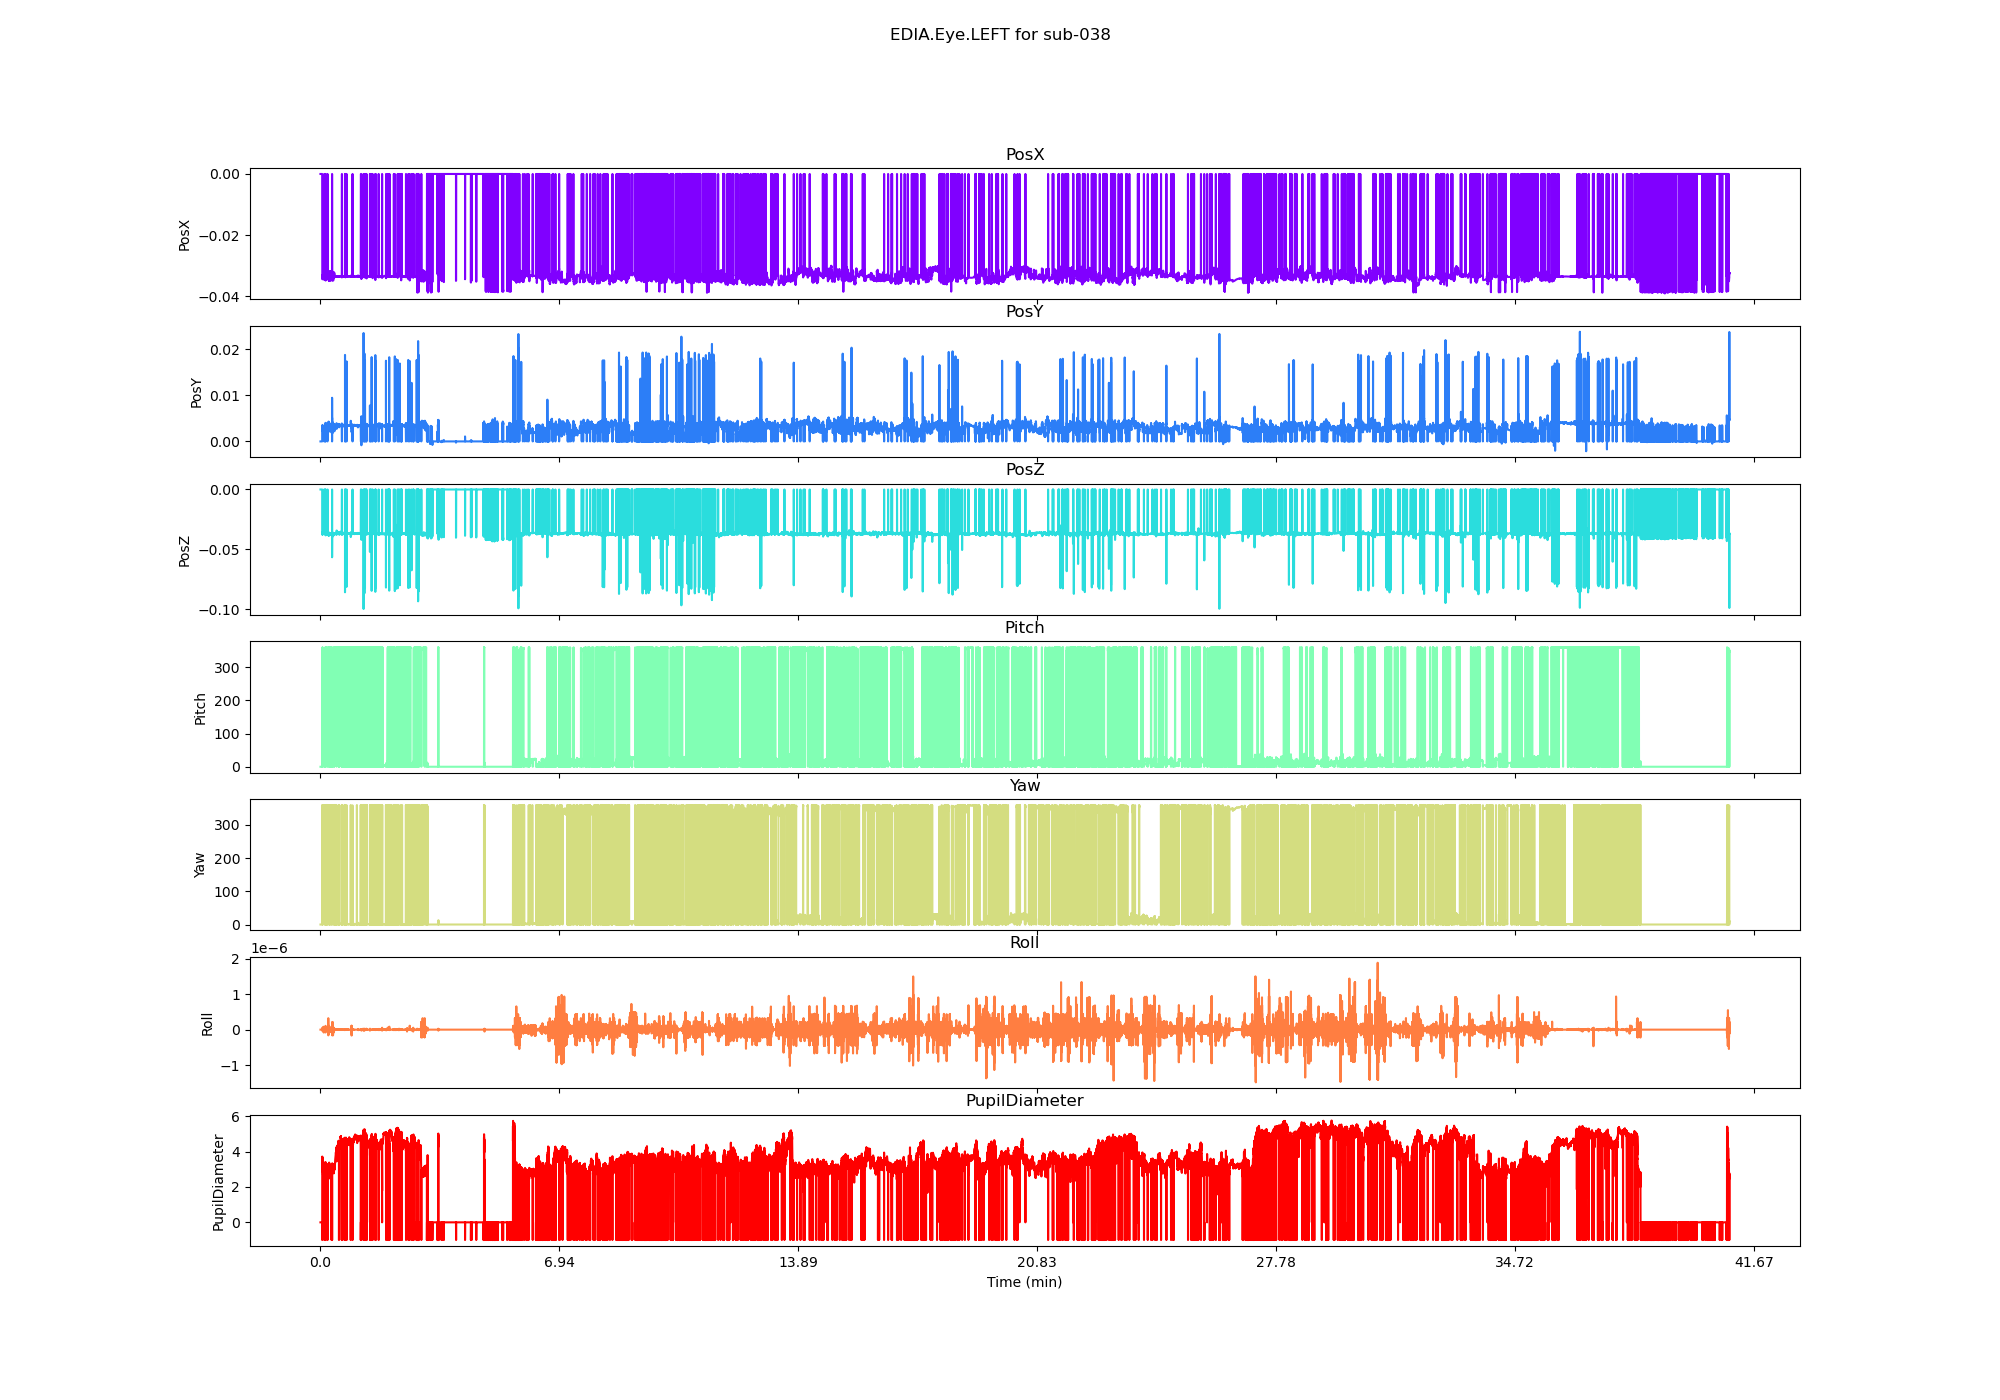 EDIA.Eye.LEFT for sub-038
PosX
PosX
0.00
−0.02
−0.04
PosY
PosY
0.02
0.01
0.00
PosZ
PosZ
0.00
−0.05
−0.10
Pitch
Pitch
300
200
100
0
Yaw
Yaw
300
200
100
0
1e−6
Roll
Roll
2
1
0
−1
PupilDiameter
PupilDiameter
6
4
2
0
0.0 6.94 13.89 20.83 27.78 34.72 41.67
Time (min)